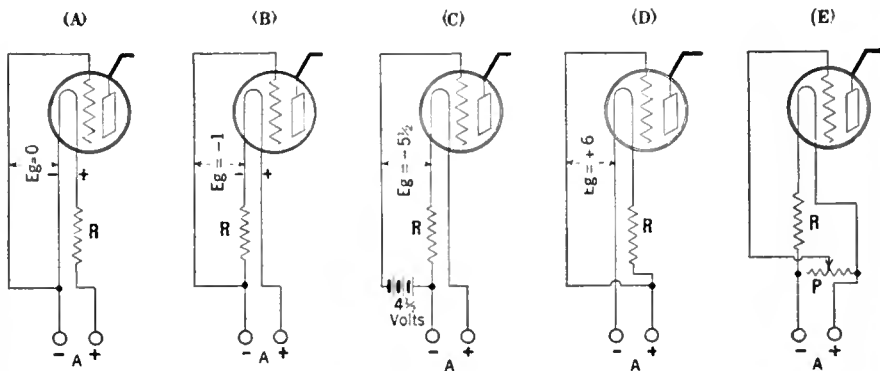 (A)
Eg=0
- +
R
- A +
(B)
Eg = -1
- +
R
- A +
(C)
Eg = - 5½
R
4½
Volts
- +
A
(D)
Eg = + 6
R
- A +
(E)
R
P
- +
A